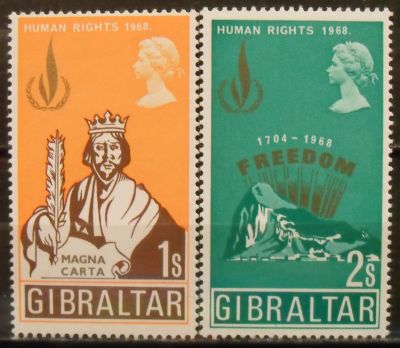 HUMAN RIGHTS 1968.
MAGNA
CARTA
1s
GIBRALTAR
HUMAN RIGHTS 1968.
1704-1968
FREEDOM
2s
GIBRALTAR